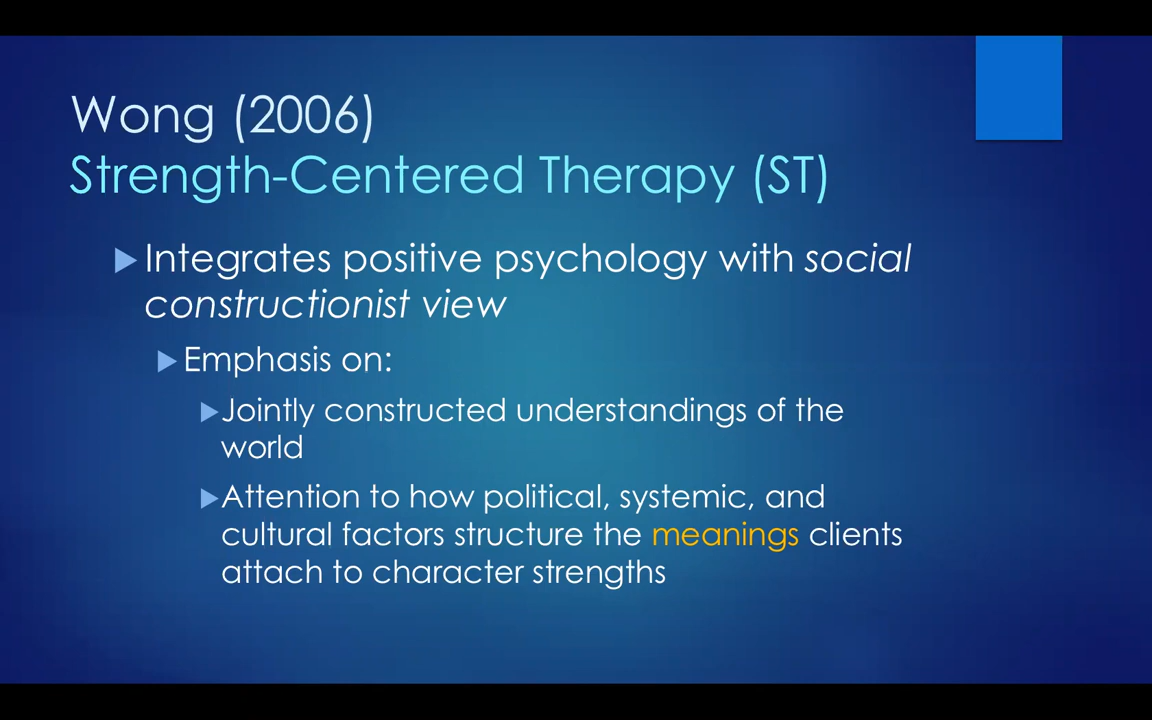 Wong (2006)
Strength-Centered Therapy (ST)
Integrates positive psychology with social
constructionist view
Emphasis on:
Jointly constructed understandings of the
world
Attention to how political, systemic, and
cultural factors structure the meanings clients
attach to character strengths